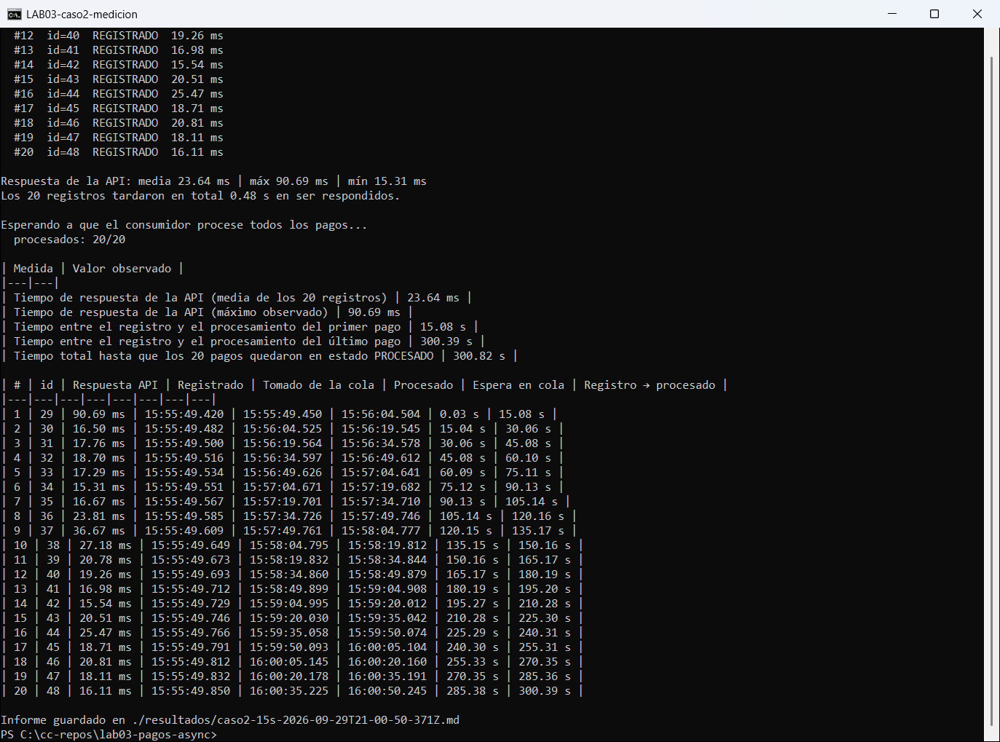 LAB03-caso2-medicion
#12  id=40  REGISTRADO  19.26 ms
#13  id=41  REGISTRADO  16.98 ms
#14  id=42  REGISTRADO  15.54 ms
#15  id=43  REGISTRADO  20.51 ms
#16  id=44  REGISTRADO  25.47 ms
#17  id=45  REGISTRADO  18.71 ms
#18  id=46  REGISTRADO  20.81 ms
#19  id=47  REGISTRADO  18.11 ms
#20  id=48  REGISTRADO  16.11 ms
Respuesta de la API: media 23.64 ms | máx 90.69 ms | mín 15.31 ms
Los 20 registros tardaron en total 0.48 s en ser respondidos.
Esperando a que el consumidor procese todos los pagos...
procesados: 20/20
| Medida | Valor observado |
|---|---|
| Tiempo de respuesta de la API (media de los 20 registros) | 23.64 ms |
| Tiempo de respuesta de la API (máximo observado) | 90.69 ms |
| Tiempo entre el registro y el procesamiento del primer pago | 15.08 s |
| Tiempo entre el registro y el procesamiento del último pago | 300.39 s |
| Tiempo total hasta que los 20 pagos quedaron en estado PROCESADO | 300.82 s |
| # | id | Respuesta API | Registrado | Tomado de la cola | Procesado | Espera en cola | Registro → procesado |
|---|---|---|---|---|---|---|---|
| 1 | 29 | 90.69 ms | 15:55:49.420 | 15:55:49.450 | 15:56:04.504 | 0.03 s | 15.08 s |
| 2 | 30 | 16.50 ms | 15:55:49.482 | 15:56:04.525 | 15:56:19.545 | 15.04 s | 30.06 s |
| 3 | 31 | 17.76 ms | 15:55:49.500 | 15:56:19.564 | 15:56:34.578 | 30.06 s | 45.08 s |
| 4 | 32 | 18.70 ms | 15:55:49.516 | 15:56:34.597 | 15:56:49.612 | 45.08 s | 60.10 s |
| 5 | 33 | 17.29 ms | 15:55:49.534 | 15:56:49.626 | 15:57:04.641 | 60.09 s | 75.11 s |
| 6 | 34 | 15.31 ms | 15:55:49.551 | 15:57:04.671 | 15:57:19.682 | 75.12 s | 90.13 s |
| 7 | 35 | 16.67 ms | 15:55:49.567 | 15:57:19.701 | 15:57:34.710 | 90.13 s | 105.14 s |
| 8 | 36 | 23.81 ms | 15:55:49.585 | 15:57:34.726 | 15:57:49.746 | 105.14 s | 120.16 s |
| 9 | 37 | 36.67 ms | 15:55:49.609 | 15:57:49.761 | 15:58:04.777 | 120.15 s | 135.17 s |
| 10 | 38 | 27.18 ms | 15:55:49.649 | 15:58:04.795 | 15:58:19.812 | 135.15 s | 150.16 s |
| 11 | 39 | 20.78 ms | 15:55:49.673 | 15:58:19.832 | 15:58:34.844 | 150.16 s | 165.17 s |
| 12 | 40 | 19.26 ms | 15:55:49.693 | 15:58:34.860 | 15:58:49.879 | 165.17 s | 180.19 s |
| 13 | 41 | 16.98 ms | 15:55:49.712 | 15:58:49.899 | 15:59:04.908 | 180.19 s | 195.20 s |
| 14 | 42 | 15.54 ms | 15:55:49.729 | 15:59:04.995 | 15:59:20.012 | 195.27 s | 210.28 s |
| 15 | 43 | 20.51 ms | 15:55:49.746 | 15:59:20.030 | 15:59:35.042 | 210.28 s | 225.30 s |
| 16 | 44 | 25.47 ms | 15:55:49.766 | 15:59:35.058 | 15:59:50.074 | 225.29 s | 240.31 s |
| 17 | 45 | 18.71 ms | 15:55:49.791 | 15:59:50.093 | 16:00:05.104 | 240.30 s | 255.31 s |
| 18 | 46 | 20.81 ms | 15:55:49.812 | 16:00:05.145 | 16:00:20.160 | 255.33 s | 270.35 s |
| 19 | 47 | 18.11 ms | 15:55:49.832 | 16:00:20.178 | 16:00:35.191 | 270.35 s | 285.36 s |
| 20 | 48 | 16.11 ms | 15:55:49.850 | 16:00:35.225 | 16:00:50.245 | 285.38 s | 300.39 s |
Informe guardado en ./resultados/caso2-15s-2026-09-29T21-00-50-371Z.md
PS C:\cc-repos\lab03-pagos-async>